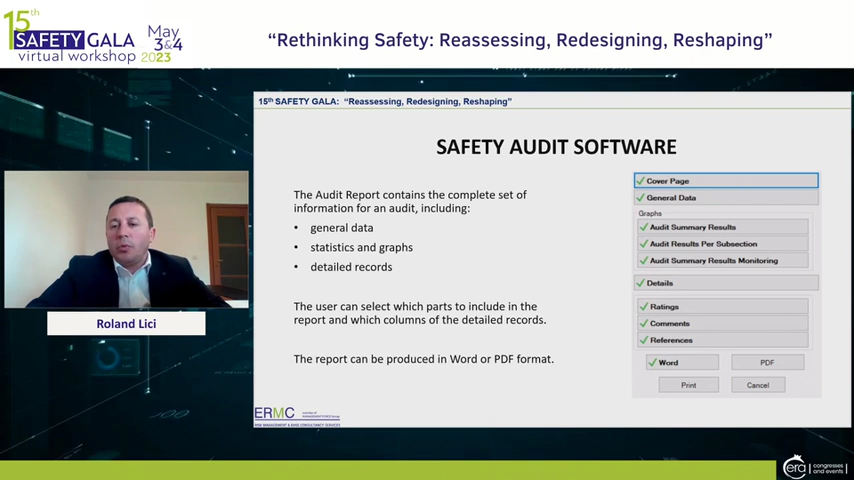 15th
SAFETY GALA
virtual workshop
May
3&4
2023
“Rethinking Safety: Reassessing, Redesigning, Reshaping”
15th SAFETY GALA: “Reassessing, Redesigning, Reshaping”
SAFETY AUDIT SOFTWARE
The Audit Report contains the complete set of
information for an audit, including:
• general data
• statistics and graphs
• detailed records
The user can select which parts to include in the
report and which columns of the detailed records.
The report can be produced in Word or PDF format.
Cover Page
General Data
Graphs
Audit Summary Results
Audit Results Per Subsection
Audit Summary Results Monitoring
Details
Ratings
Comments
References
Word
PDF
Print
Cancel
Roland Lici
ERMC
RISK MANAGEMENT & RISK CONSULTANCY SERVICES
era
congresses
and events